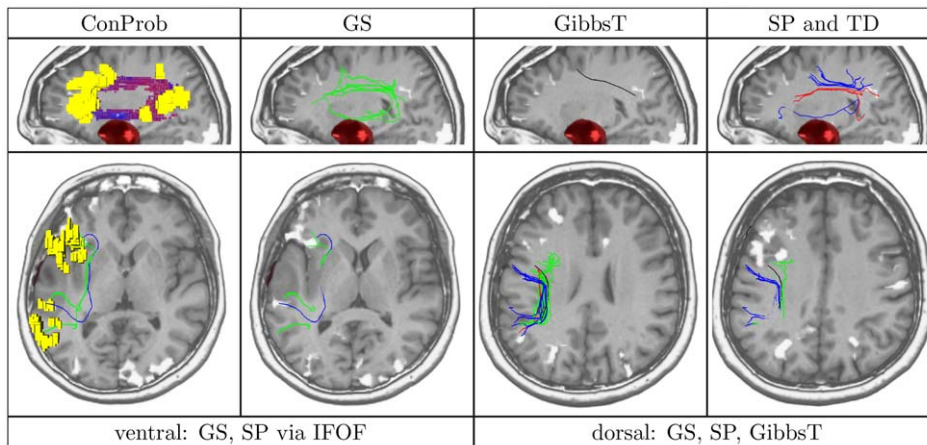 ConProb GS GibbsT SP and TD
ventral: GS, SP via IFOF dorsal: GS, SP, GibbsT